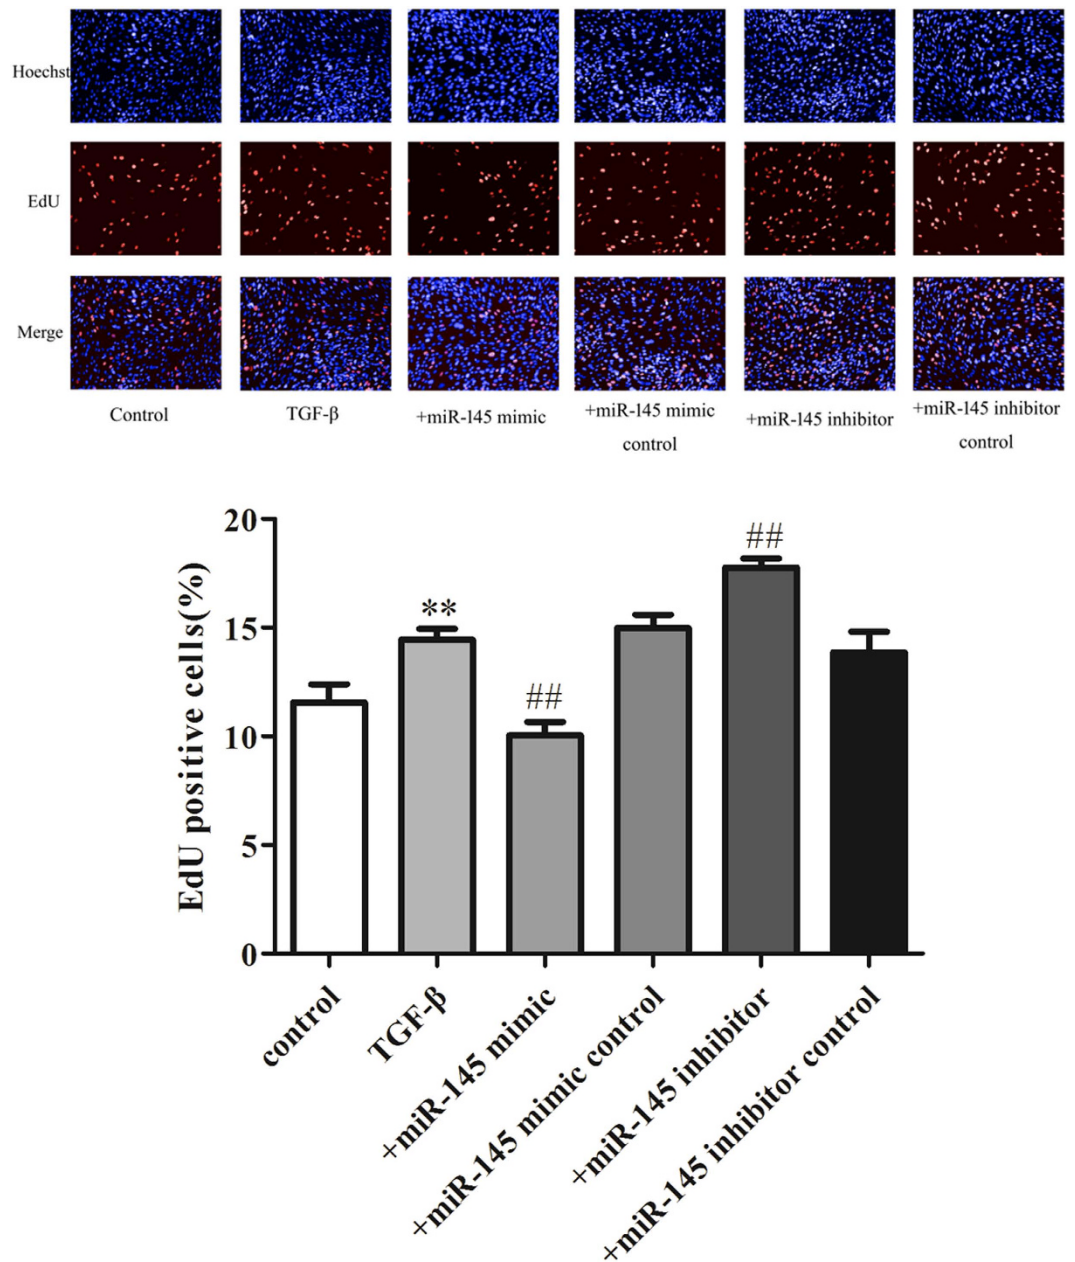 Hoechst
EdU
Merge
Control
TGF-β
+miR-145 mimic
+miR-145 mimic
control
+miR-145 inhibitor
+miR-145 inhibitor
control
EdU positive cells(%)
20
15
10
5
0
**
##
##
control
TGF-β
+miR-145 mimic
+miR-145 mimic control
+miR-145 inhibitor
+miR-145 inhibitor control